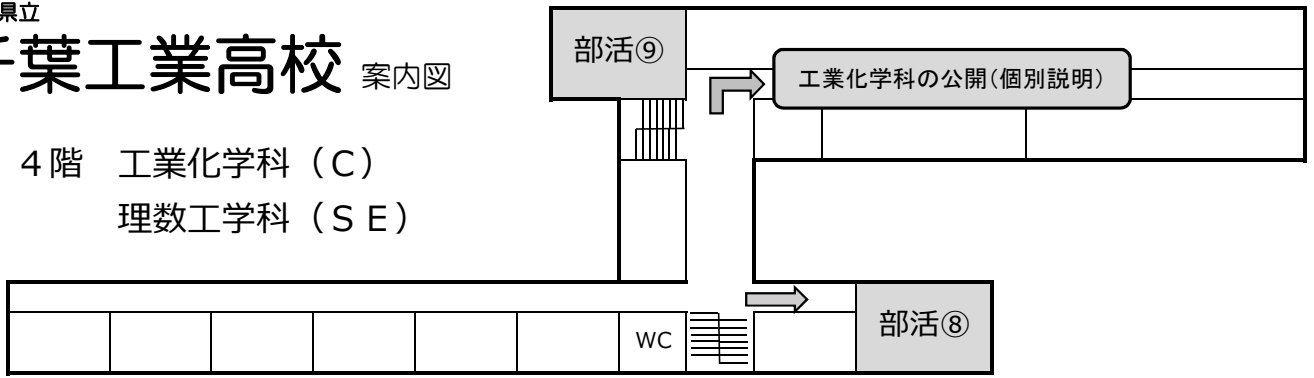 県立
千葉工業高校 案内図
4階 工業化学科（C）
理数工学科（SE）
部活⑨
工業化学科の公開(個別説明)
WC
部活⑧